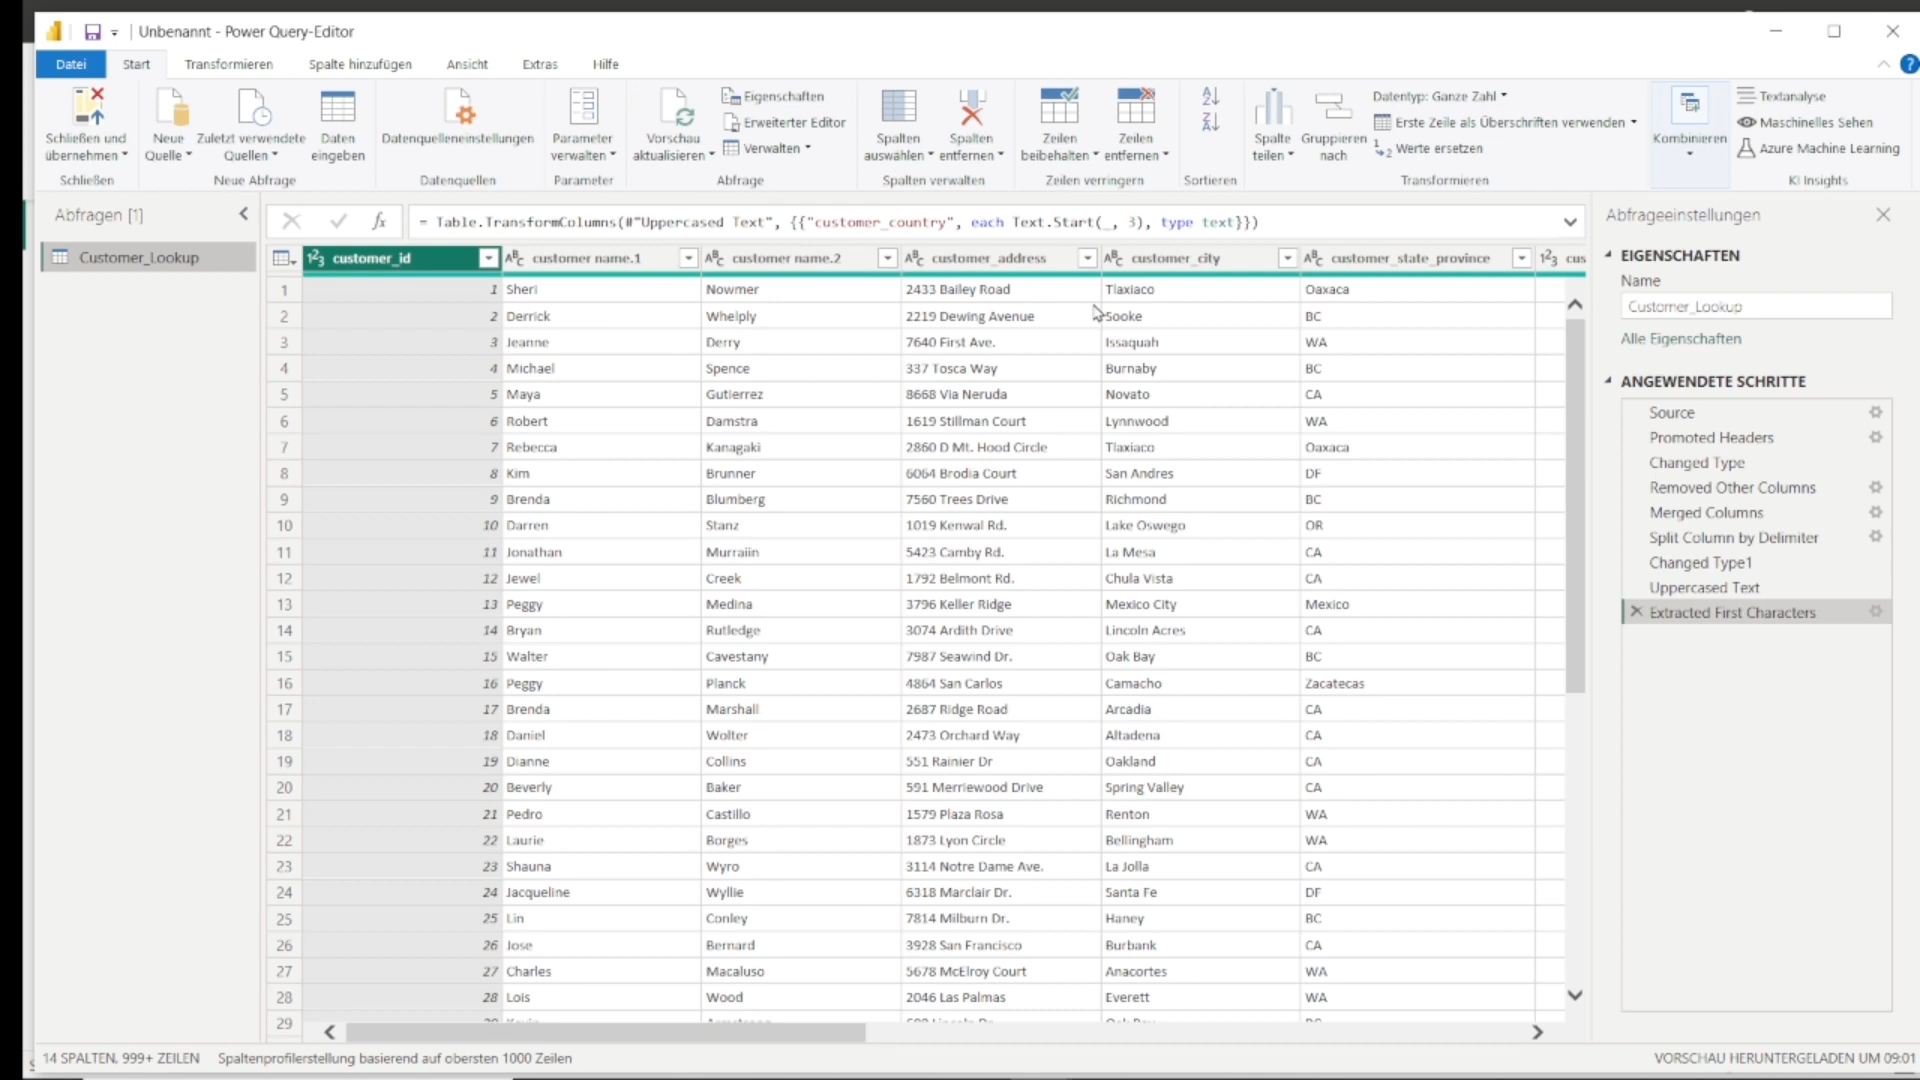 Unbenannt - Power Query-Editor
Datei Start Transformieren Spalte hinzufügen Ansicht Extras Hilfe
Schließen und übernehmen
Neue Quelle
Zuletzt verwendete Quellen
Daten eingeben
Datenquelleneinstellungen
Parameter verwalten
Vorschau aktualisieren
Eigenschaften
Erweiterter Editor
Verwalten
Spalten auswählen
Spalten entfernen
Zeilen beibehalten
Zeilen entfernen
Spalte teilen
Gruppieren nach
Datentyp: Ganze Zahl
Erste Zeile als Überschriften verwenden
Werte ersetzen
Kombinieren
Textanalyse
Maschinelles Sehen
Azure Machine Learning
Schließen Neue Abfrage Datenquellen Parameter Abfrage Spalten verwalten Zeilen verringern Sortieren Transformieren KI Insights
Abfragen [1]
Customer_Lookup
= Table.TransformColumns(#"Uppercased Text", {{"customer_country", each Text.Start(_, 3), type text}})
customer_id customer name.1 customer name.2 customer_address customer_city customer_state_province cus
1 1 Sheri Nowmer 2433 Bailey Road Tlaxiaco Oaxaca
2 2 Derrick Whelply 2219 Dewing Avenue Sooke BC
3 3 Jeanne Derry 7640 First Ave. Issaquah WA
4 4 Michael Spence 337 Tosca Way Burnaby BC
5 5 Maya Gutierrez 8668 Via Neruda Novato CA
6 6 Robert Damstra 1619 Stillman Court Lynnwood WA
7 7 Rebecca Kanagaki 2860 D Mt. Hood Circle Tlaxiaco Oaxaca
8 8 Kim Brunner 6064 Brodia Court San Andres DF
9 9 Brenda Blumberg 7560 Trees Drive Richmond BC
10 10 Darren Stanz 1019 Kenwal Rd. Lake Oswego OR
11 11 Jonathan Murraiin 5423 Camby Rd. La Mesa CA
12 12 Jewel Creek 1792 Belmont Rd. Chula Vista CA
13 13 Peggy Medina 3796 Keller Ridge Mexico City Mexico
14 14 Bryan Rutledge 3074 Ardith Drive Lincoln Acres CA
15 15 Walter Cavestany 7987 Seawind Dr. Oak Bay BC
16 16 Peggy Planck 4864 San Carlos Camacho Zacatecas
17 17 Brenda Marshall 2687 Ridge Road Arcadia CA
18 18 Daniel Wolter 2473 Orchard Way Altadena CA
19 19 Dianne Collins 551 Rainier Dr Oakland CA
20 20 Beverly Baker 591 Merriewood Drive Spring Valley CA
21 21 Pedro Castillo 1579 Plaza Rosa Renton WA
22 22 Laurie Borges 1873 Lyon Circle Bellingham WA
23 23 Shauna Wyro 3114 Notre Dame Ave. La Jolla CA
24 24 Jacqueline Wyllie 6318 Marclair Dr. Santa Fe DF
25 25 Lin Conley 7814 Milburn Dr. Haney BC
26 26 Jose Bernard 3928 San Francisco Burbank CA
27 27 Charles Macaluso 5678 McElroy Court Anacortes WA
28 28 Lois Wood 2046 Las Palmas Everett WA
29
Abfrageeinstellungen
EIGENSCHAFTEN
Name
Customer_Lookup
Alle Eigenschaften
ANGEWENDETE SCHRITTE
Source
Promoted Headers
Changed Type
Removed Other Columns
Merged Columns
Split Column by Delimiter
Changed Type1
Uppercased Text
Extracted First Characters
14 SPALTEN, 999+ ZEILEN Spaltenprofilerstellung basierend auf obersten 1000 Zeilen VORSCHAU HERUNTERGELADEN UM 09:01